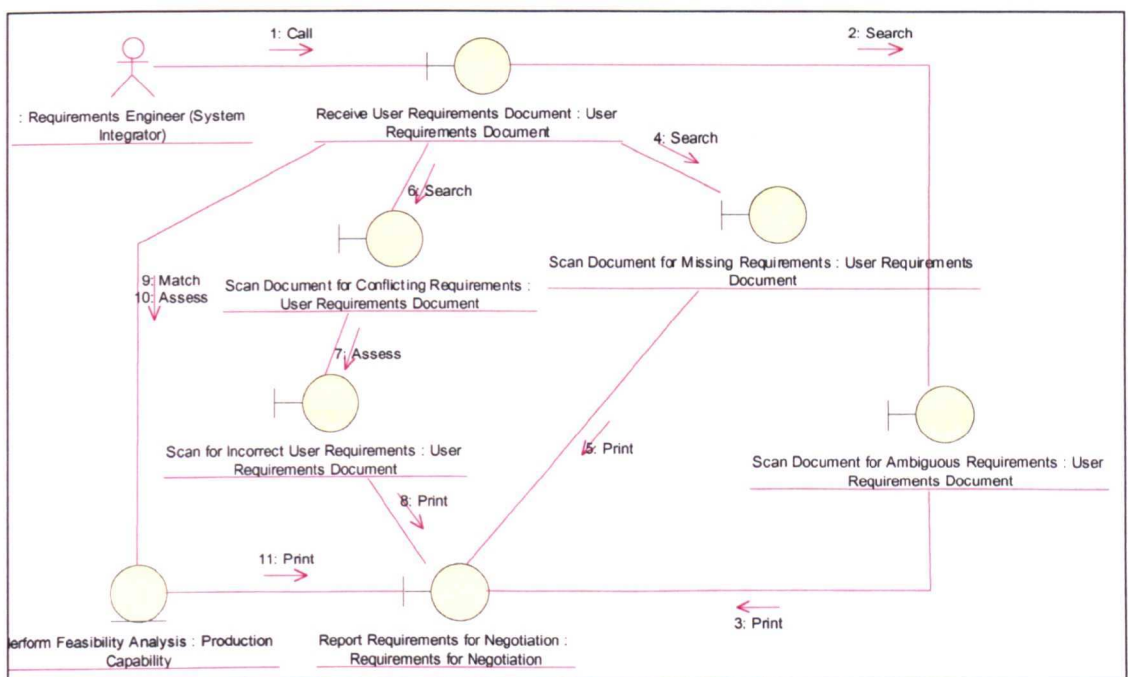 1: Call
2: Search
: Requirements Engineer (System
Integrator)
Receive User Requirements Document : User
Requirements Document
4: Search
6: Search
Scan Document for Missing Requirements : User Requirements
Document
9: Match
10: Assess
Scan Document for Conflicting Requirements :
User Requirements Document
7: Assess
Scan for Incorrect User Requirements : User
Requirements Document
5: Print
Scan Document for Ambiguous Requirements : User
Requirements Document
8: Print
11: Print
3: Print
erform Feasibility Analysis : Production
Capability
Report Requirements for Negotiation :
Requirements for Negotiation